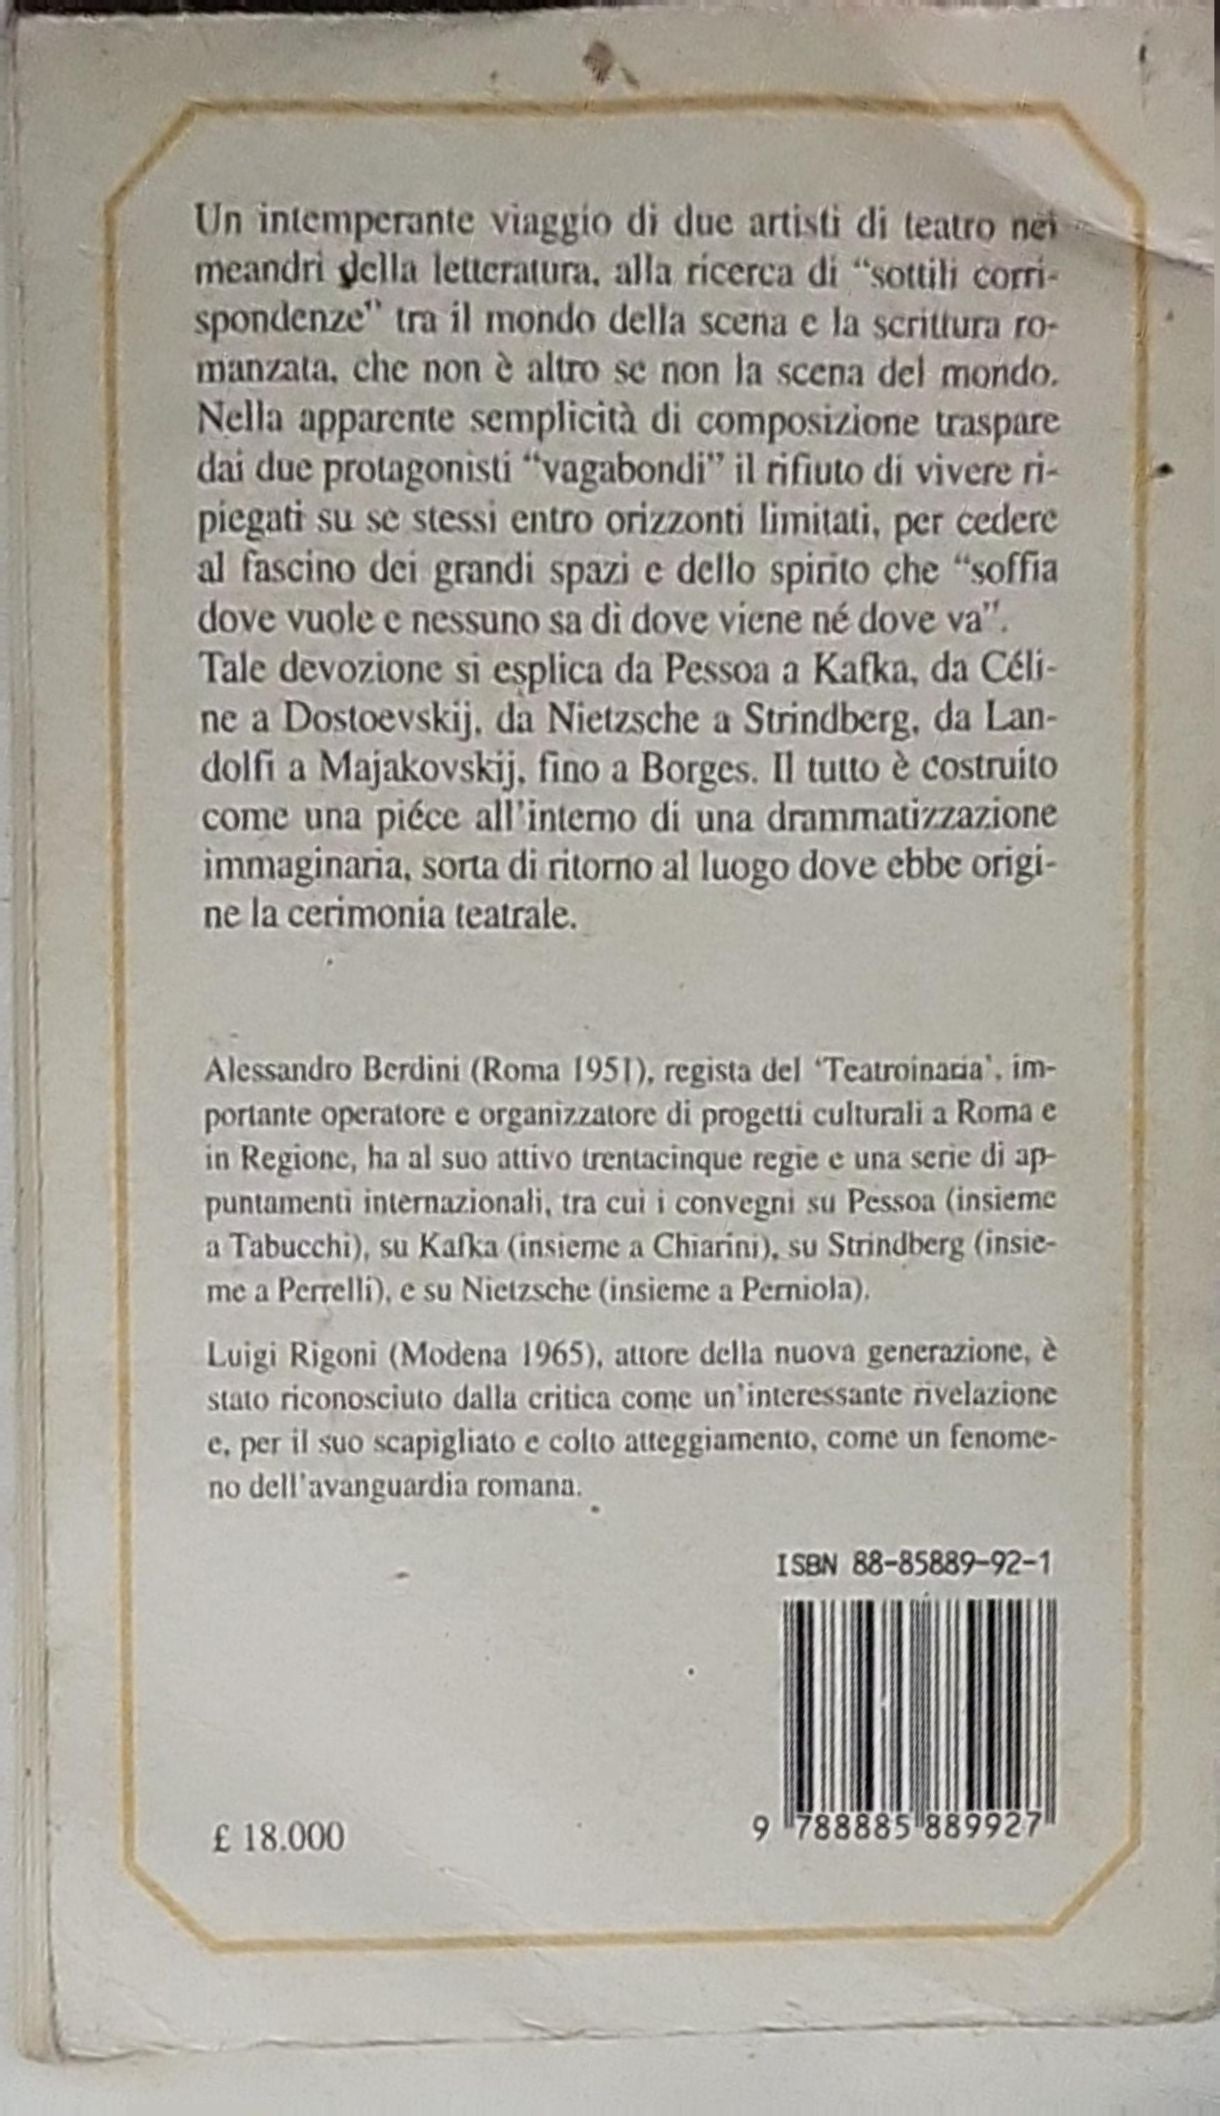 Un intemperante viaggio di due artisti di teatro nei
meandri della letteratura, alla ricerca di “sottili corri-
spondenze” tra il mondo della scena e la scrittura ro-
manzata, che non è altro se non la scena del mondo.
Nella apparente semplicità di composizione traspare
dai due protagonisti “vagabondi” il rifiuto di vivere ri-
piegati su se stessi entro orizzonti limitati, per cedere
al fascino dei grandi spazi e dello spirito che “soffia
dove vuole e nessuno sa di dove viene né dove va”.
Tale devozione si esplica da Pessoa a Kafka, da Céli-
ne a Dostoevskij, da Nietzsche a Strindberg, da Lan-
dolfi a Majakovskij, fino a Borges. Il tutto è costruito
come una piéce all'interno di una drammatizzazione
immaginaria, sorta di ritorno al luogo dove ebbe origi-
ne la cerimonia teatrale.
Alessandro Berdini (Roma 1951), regista del ‘Teatroinaria’, im-
portante operatore e organizzatore di progetti culturali a Roma e
in Regione, ha al suo attivo trentacinque regie e una serie di ap-
puntamenti internazionali, tra cui i convegni su Pessoa (insieme
a Tabucchi), su Kafka (insieme a Chiarini), su Strindberg (insie-
me a Perrelli), e su Nietzsche (insieme a Perniola).
Luigi Rigoni (Modena 1965), attore della nuova generazione, è
stato riconosciuto dalla critica come un'interessante rivelazione
e, per il suo scapigliato e colto atteggiamento, come un fenome-
no dell'avanguardia romana.
ISBN 88-85889-92-1
9 788885 889927
£ 18.000